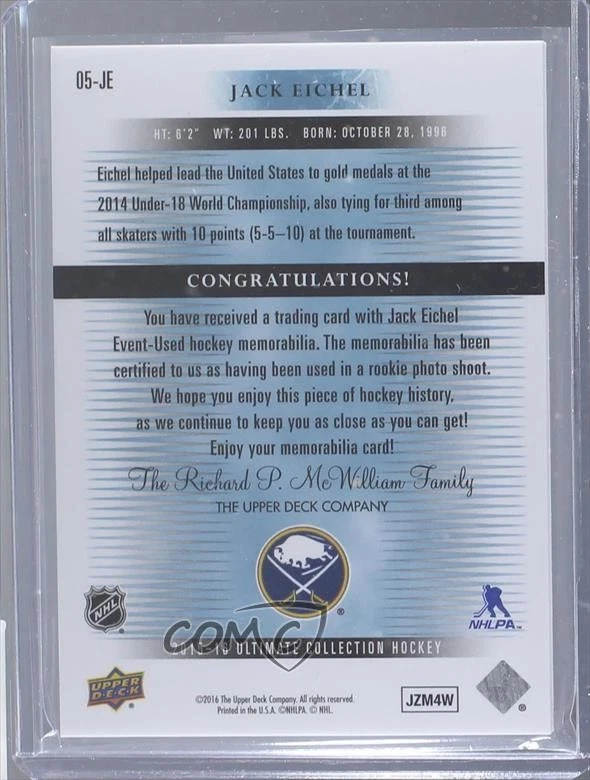 05-JE
JACK EICHEL
HT: 6'2" WT: 201 LBS. BORN: OCTOBER 28, 1996
Eichel helped lead the United States to gold medals at the
2014 Under-18 World Championship, also tying for third among
all skaters with 10 points (5-5—10) at the tournament.
CONGRATULATIONS!
You have received a trading card with Jack Eichel
Event-Used hockey memorabilia. The memorabilia has been
certified to us as having been used in a rookie photo shoot.
We hope you enjoy this piece of hockey history,
as we continue to keep you as close as you can get!
Enjoy your memorabilia card!
The Richard P. McWilliam Family
THE UPPER DECK COMPANY
®
NHL
NHLPA™
COMC
2015-16 ULTIMATE COLLECTION HOCKEY
UPPER
D·E·C·K
©2016 The Upper Deck Company. All rights reserved.
Printed in the U.S.A. ©NHLPA. © NHL.
JZM4W
®